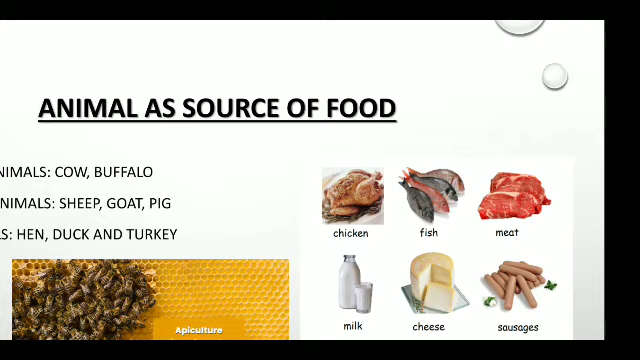 ANIMAL AS SOURCE OF FOOD
NIMALS: COW, BUFFALO
NIMALS: SHEEP, GOAT, PIG
S: HEN, DUCK AND TURKEY
chicken fish meat
milk cheese sausages
Apiculture